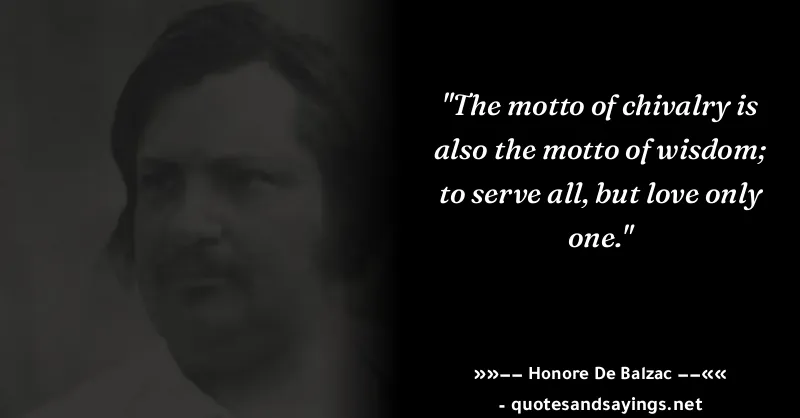 "The motto of chivalry is
also the motto of wisdom;
to serve all, but love only
one."
»»−− Honore De Balzac −−««
- quotesandsayings.net